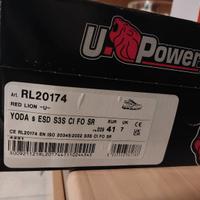 U-Power
Art. RL20174
RED LION -U-
YODA s ESD S3S CI FO SR
EUR UK
41 7
CE RL20174 EN ISO 20345:2022 S3S CI FO SR